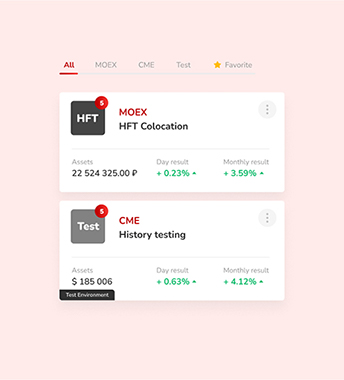 All MOEX CME Test Favorite
5
HFT
MOEX
HFT Colocation
Assets Day result Monthly result
22 524 325.00 ₽ + 0.23% + 3.59%
5
Test
CME
History testing
Assets Day result Monthly result
$ 185 006 + 0.63% + 4.12%
Test Environment